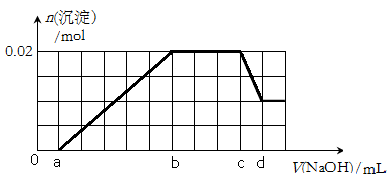 n(沉淀)
/mol
0.02
0 a b c d
V(NaOH)/mL